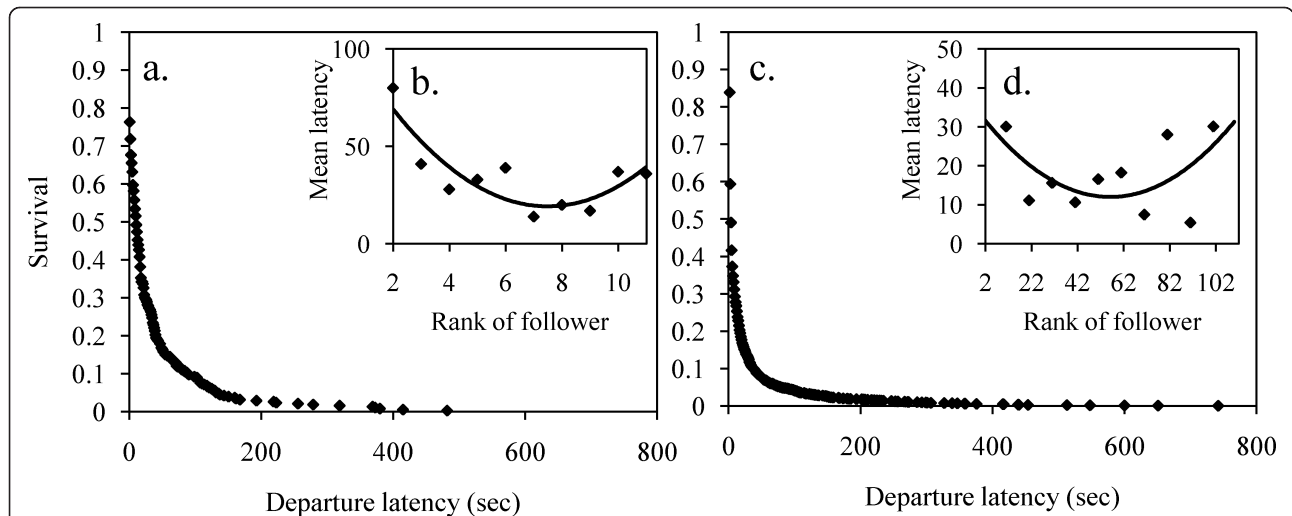 a.
1
0.9
0.8
0.7
0.6
0.5
0.4
0.3
0.2
0.1
0
Survival
0 200 400 600 800
Departure latency (sec)
b.
100
50
0
Mean latency
2 4 6 8 10
Rank of follower
c.
1
0.9
0.8
0.7
0.6
0.5
0.4
0.3
0.2
0.1
0
0 200 400 600 800
Departure latency (sec)
d.
50
40
30
20
10
0
Mean latency
2 22 42 62 82 102
Rank of follower